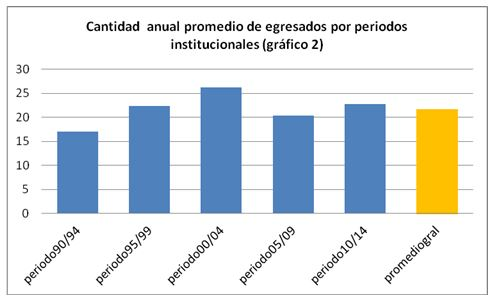 Cantidad anual promedio de egresados por periodos
institucionales (gráfico 2)
30
25
20
15
10
5
0
periodo90/94
periodo95/99
periodo00/04
periodo05/09
periodo10/14
promediogral